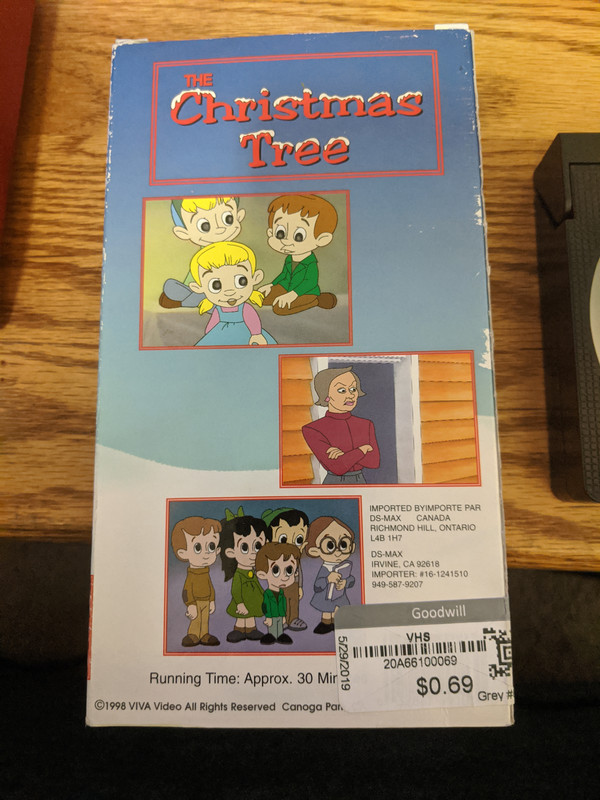 THE
Christmas
Tree
IMPORTED BYIMPORTE PAR
DS-MAX CANADA
RICHMOND HILL, ONTARIO
L4B 1H7
DS-MAX
IRVINE, CA 92618
IMPORTER: #16-1241510
949-587-9207
Goodwill
VHS
5/29/2019
20A66100069
$0.69
Grey #
Running Time: Approx. 30
©1998 VIVA Video All Rights Reserved Canoga